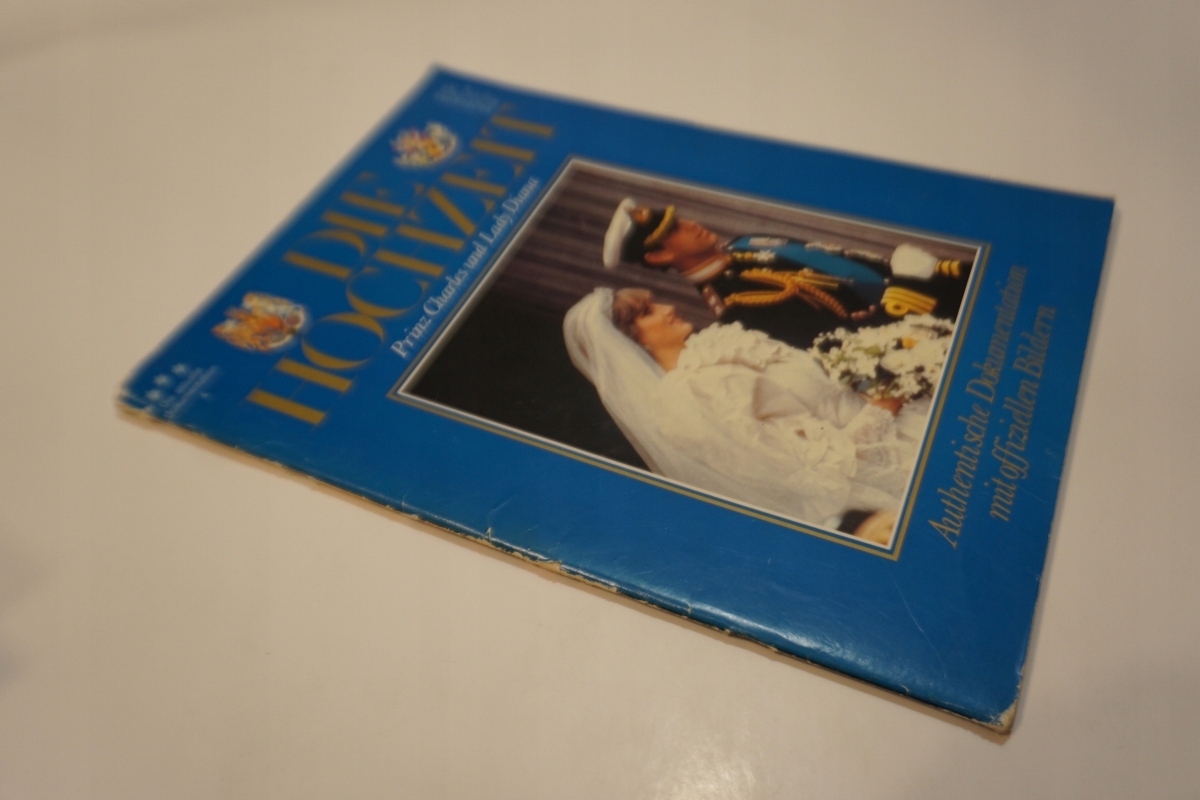 DIE
HOCHZEIT
Prinz Charles und Lady Diana
Authentische Dokumentation
mit offiziellen Bildern